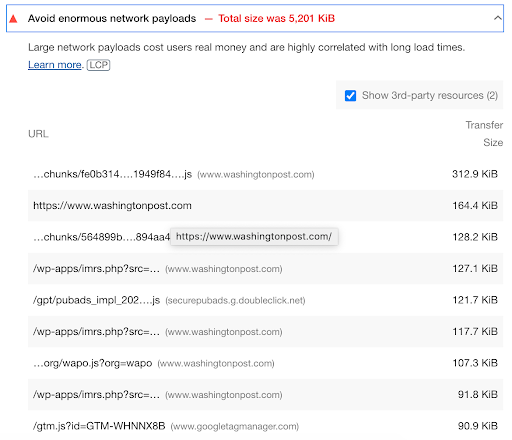 Avoid enormous network payloads — Total size was 5,201 KiB
Large network payloads cost users real money and are highly correlated with long load times.
Learn more. LCP
Show 3rd-party resources (2)
URL Transfer Size
…chunks/fe0b314….1949f84….js (www.washingtonpost.com) 312.9 KiB
https://www.washingtonpost.com 164.4 KiB
…chunks/564899b….894aa4 https://www.washingtonpost.com/ 128.2 KiB
/wp-apps/imrs.php?src=… (www.washingtonpost.com) 127.1 KiB
/gpt/pubads_impl_202….js (securepubads.g.doubleclick.net) 121.7 KiB
/wp-apps/imrs.php?src=… (www.washingtonpost.com) 117.7 KiB
…org/wapo.js?org=wapo (www.washingtonpost.com) 107.3 KiB
/wp-apps/imrs.php?src=… (www.washingtonpost.com) 91.8 KiB
/gtm.js?id=GTM-WHNNX8B (www.googletagmanager.com) 90.9 KiB